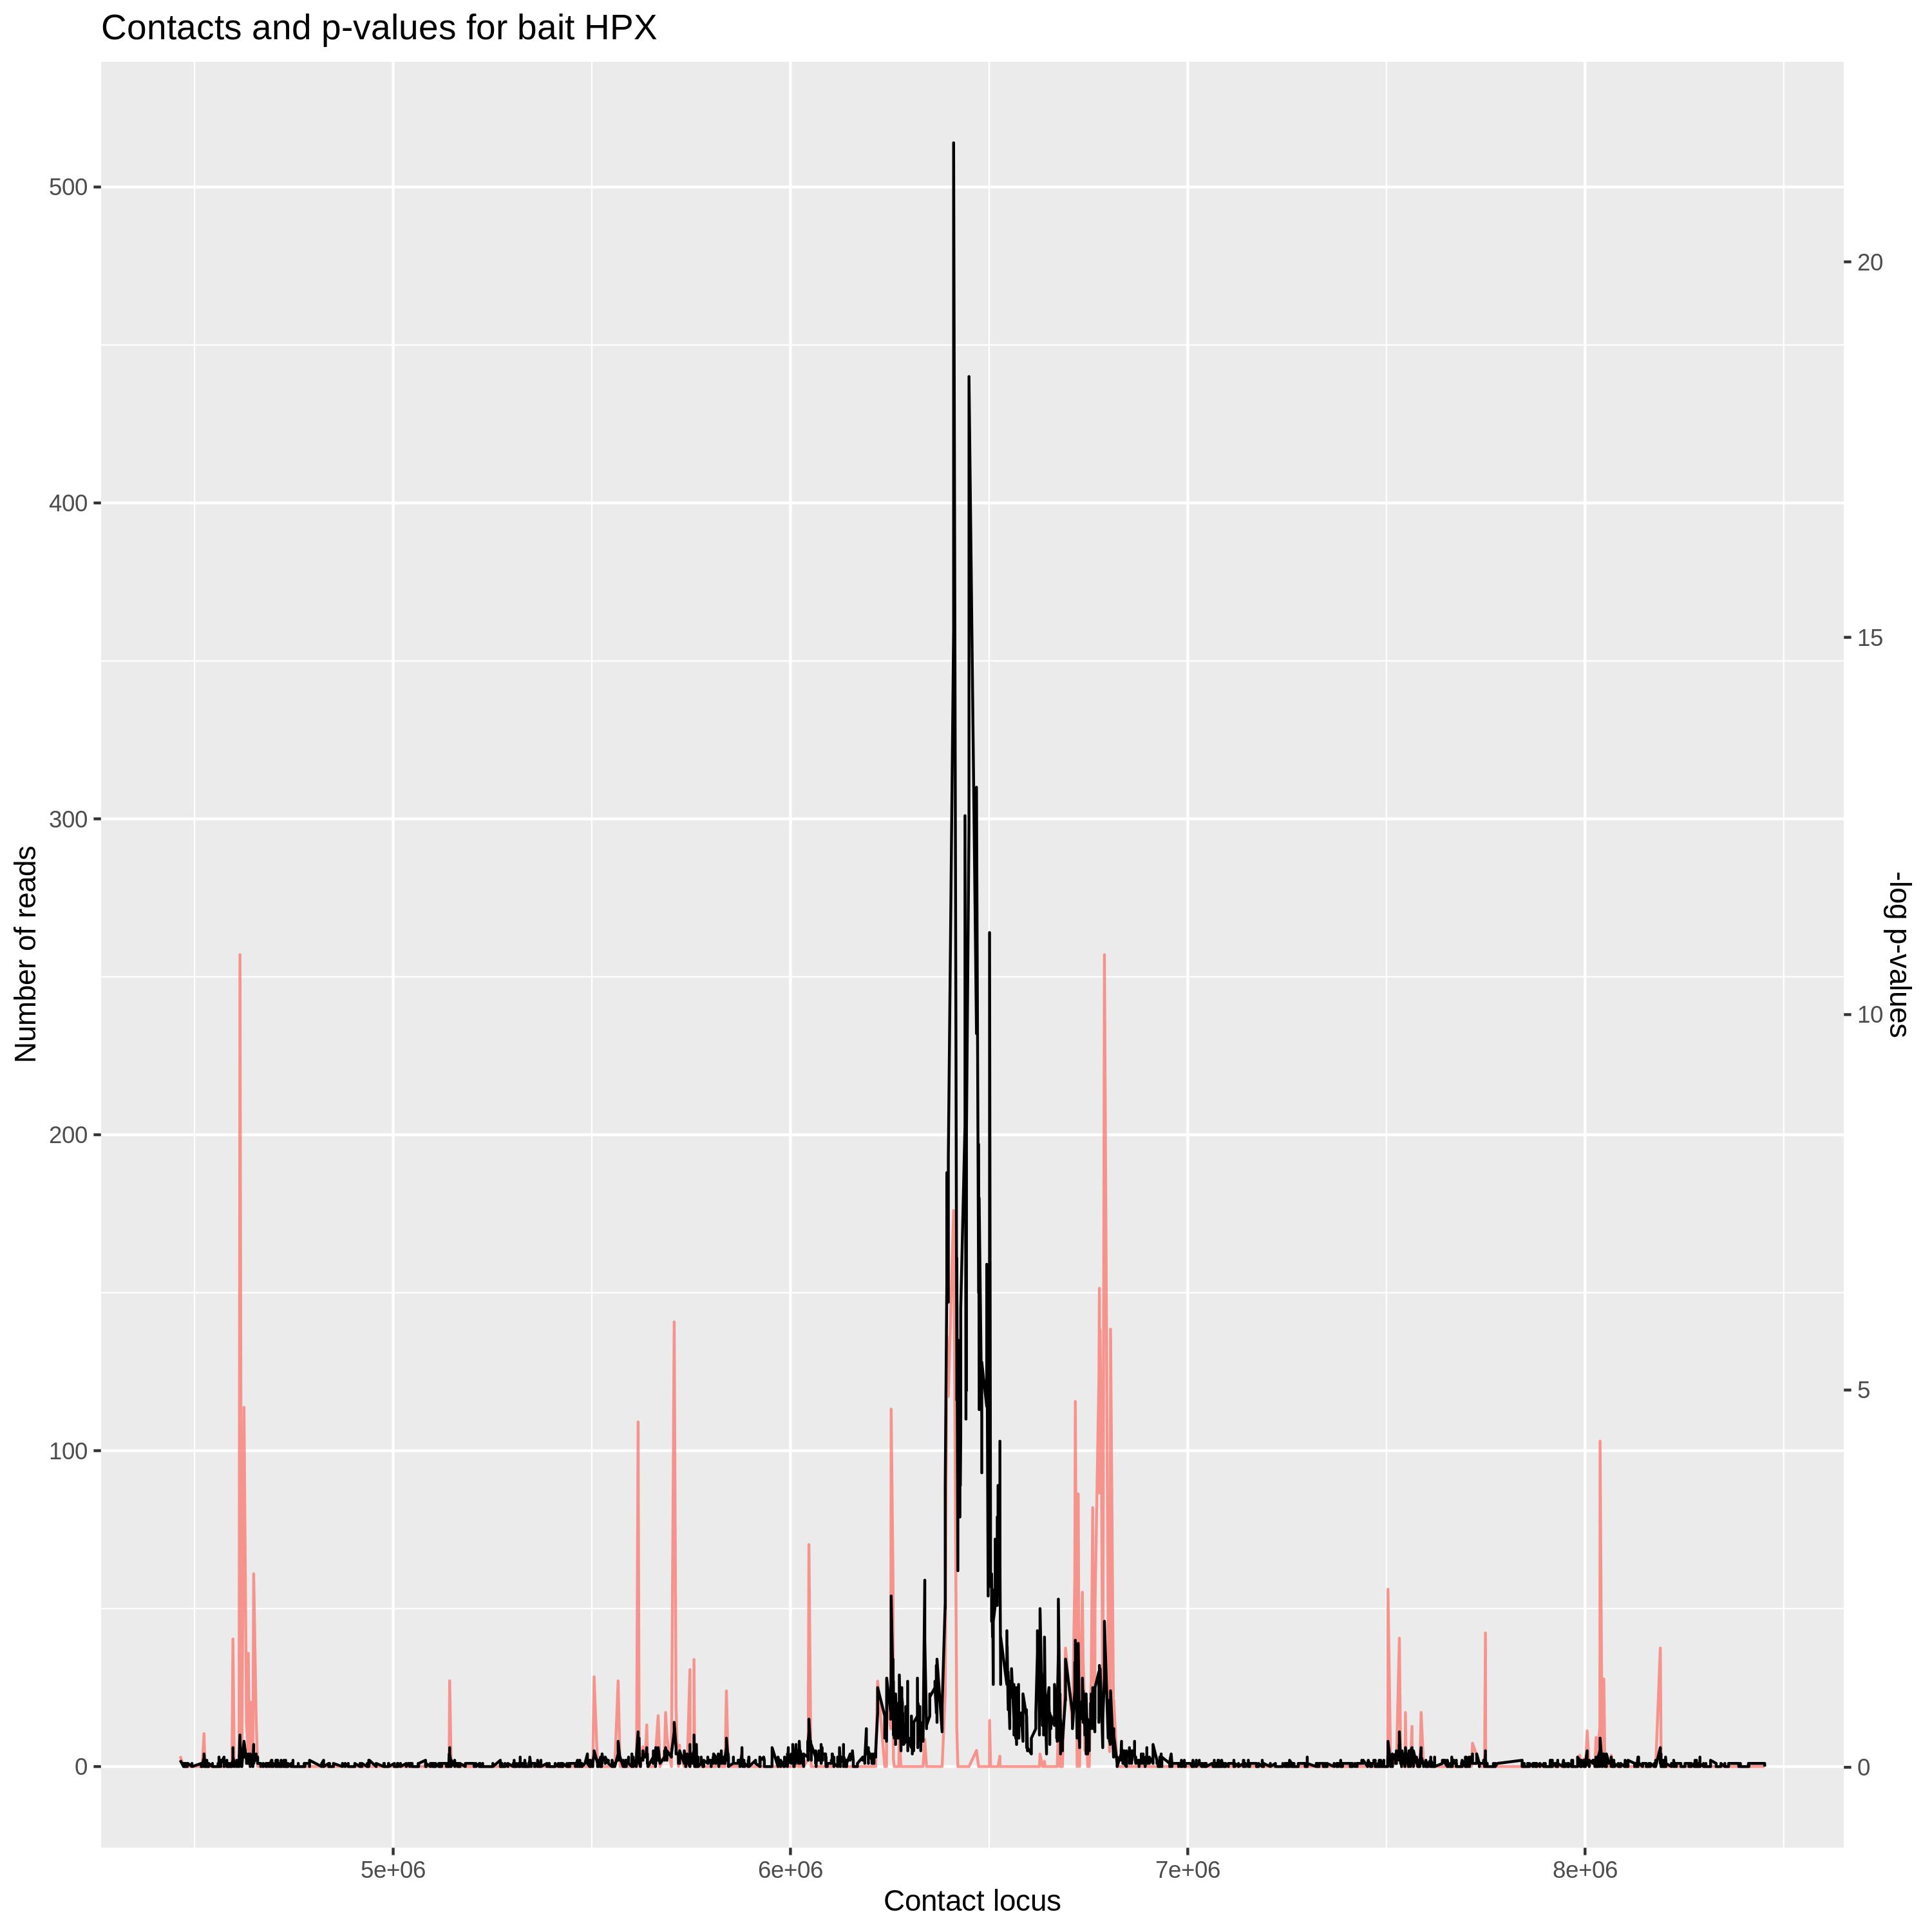 Contacts and p-values for bait HPX
500
400
300
200
100
0
Number of reads
20
15
10
5
0
-log p-values
5e+06
6e+06
7e+06
8e+06
Contact locus